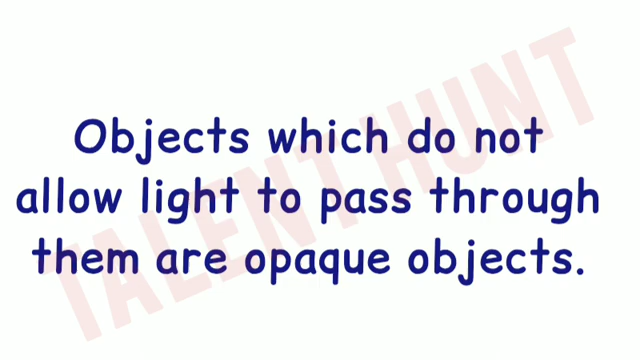 Objects which do not
allow light to pass through
them are opaque objects.
TALENT HUNT